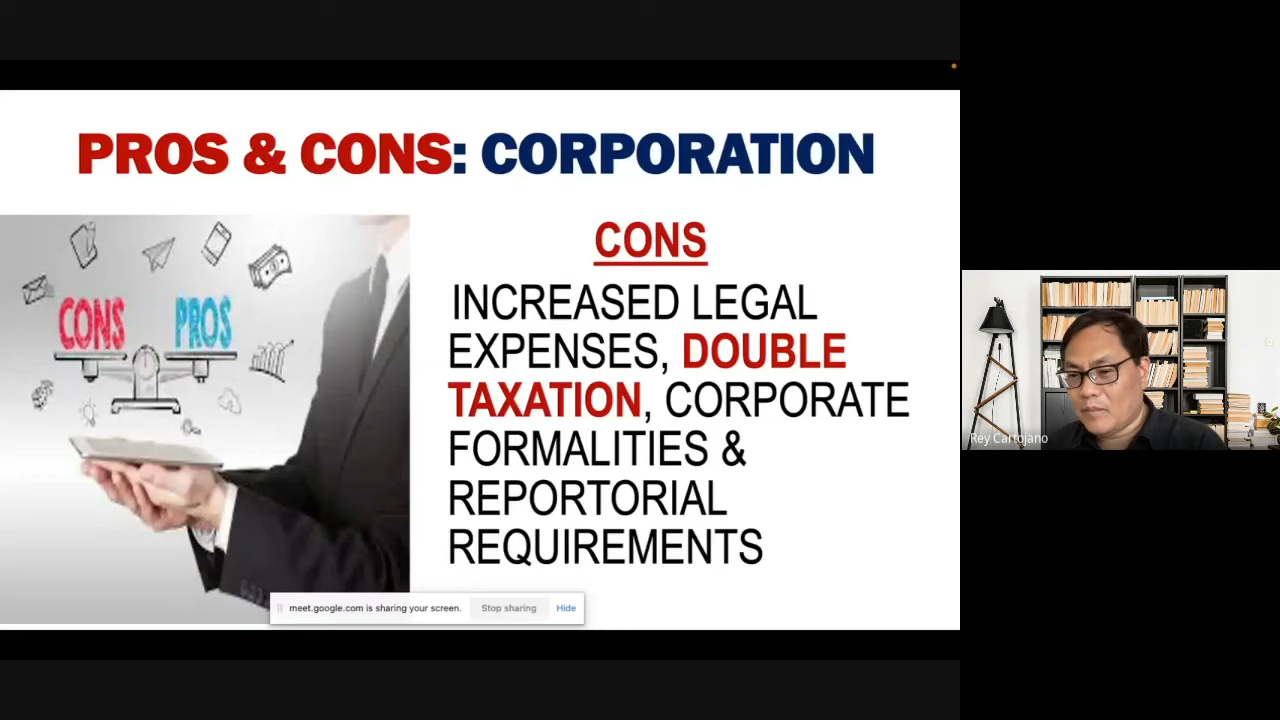 PROS & CONS: CORPORATION
CONS
INCREASED LEGAL
EXPENSES, DOUBLE
TAXATION, CORPORATE
FORMALITIES &
REPORTORIAL
REQUIREMENTS
CONS PROS
meet.google.com is sharing your screen. Stop sharing Hide
Rey Cartojano